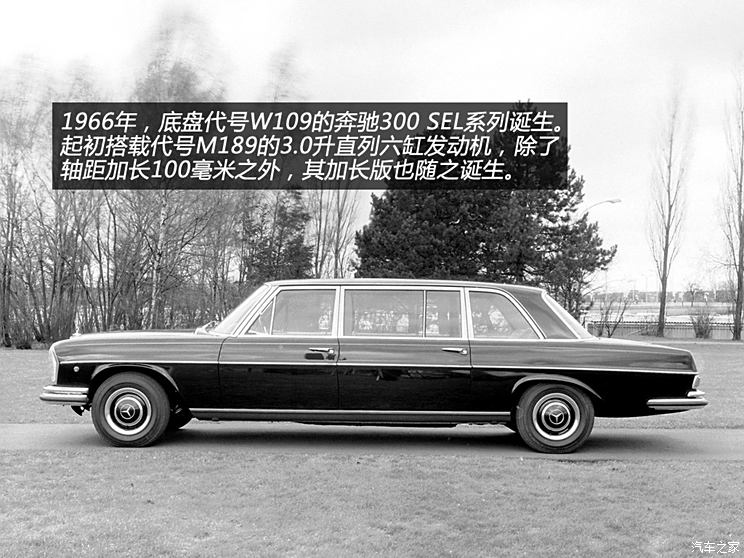 1966年，底盘代号W109的奔驰300 SEL系列诞生。
起初搭载代号M189的3.0升直列六缸发动机，除了
轴距加长100毫米之外，其加长版也随之诞生。
汽车之家